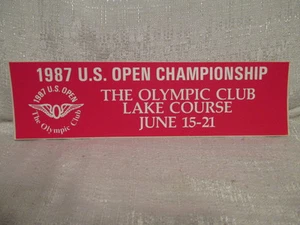 1987 U.S. OPEN CHAMPIONSHIP
1987 U.S. OPEN
The Olympic Club
THE OLYMPIC CLUB
LAKE COURSE
JUNE 15-21